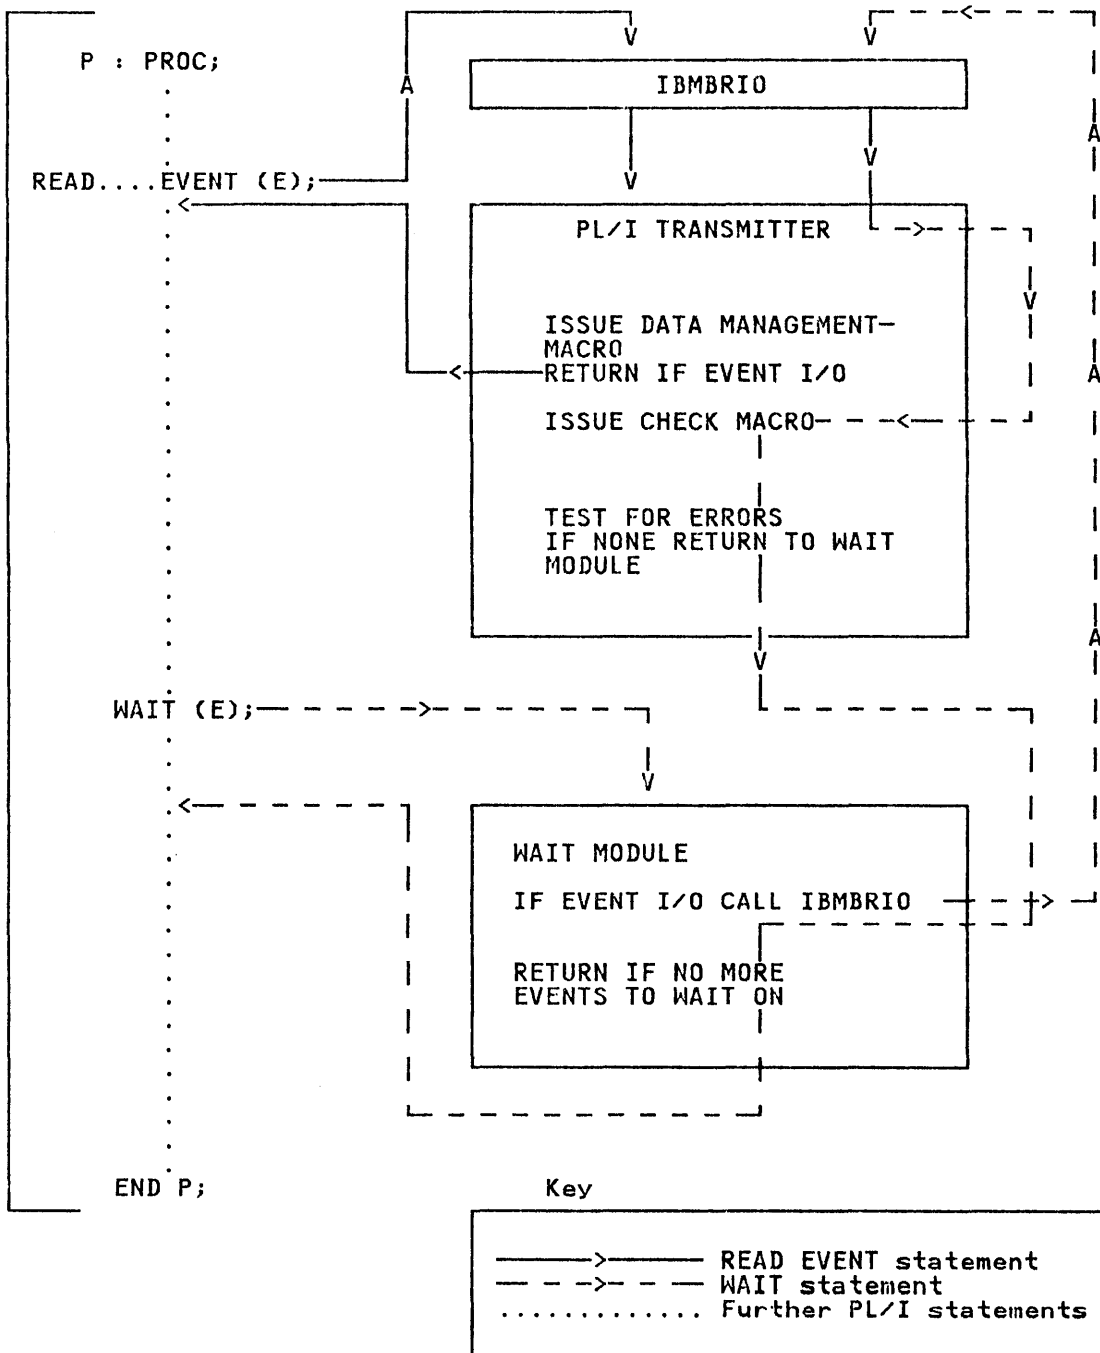 P : PROC;
IBMBRIO
READ....EVENT (E);
PL/I TRANSMITTER
ISSUE DATA MANAGEMENT-
MACRO
RETURN IF EVENT I/O
ISSUE CHECK MACRO
TEST FOR ERRORS
IF NONE RETURN TO WAIT
MODULE
WAIT (E);
WAIT MODULE
IF EVENT I/O CALL IBMBRIO
RETURN IF NO MORE
EVENTS TO WAIT ON
END P;
Key
READ EVENT statement
WAIT statement
............. Further PL/I statements